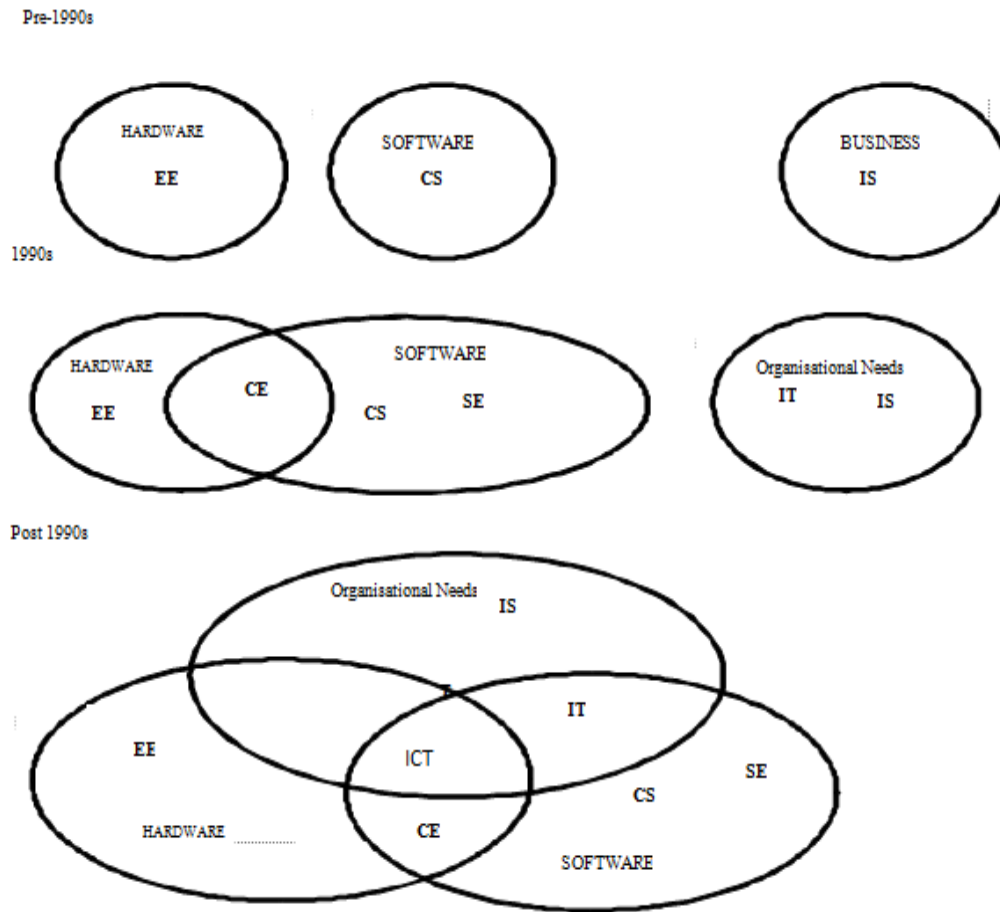 Pre-1990s
HARDWARE
EE
SOFTWARE
CS
BUSINESS
IS
1990s
HARDWARE
EE
CE
SOFTWARE
CS
SE
Organisational Needs
IT
IS
Post 1990s
Organisational Needs
IS
EE
HARDWARE
ICT
IT
CE
CS
SE
SOFTWARE